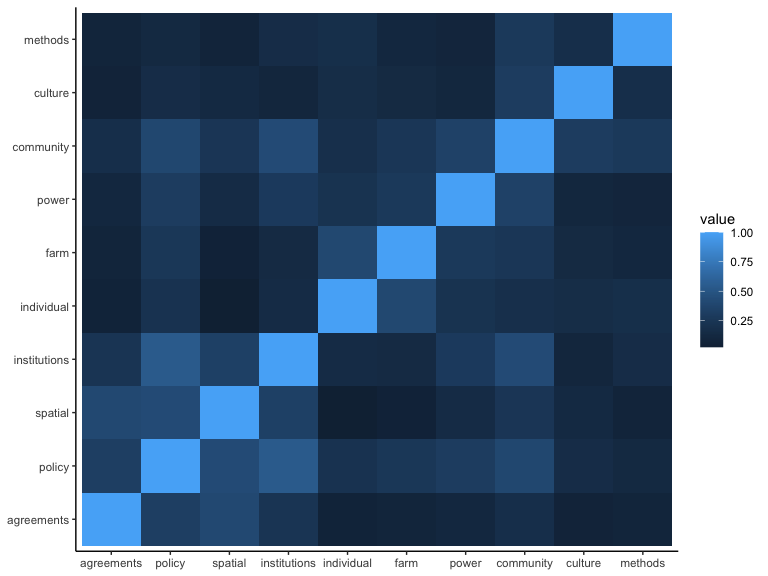 methods
culture
community
power
farm
individual
institutions
spatial
policy
agreements
agreements policy spatial institutions individual farm power community culture methods
value
1.00
0.75
0.50
0.25